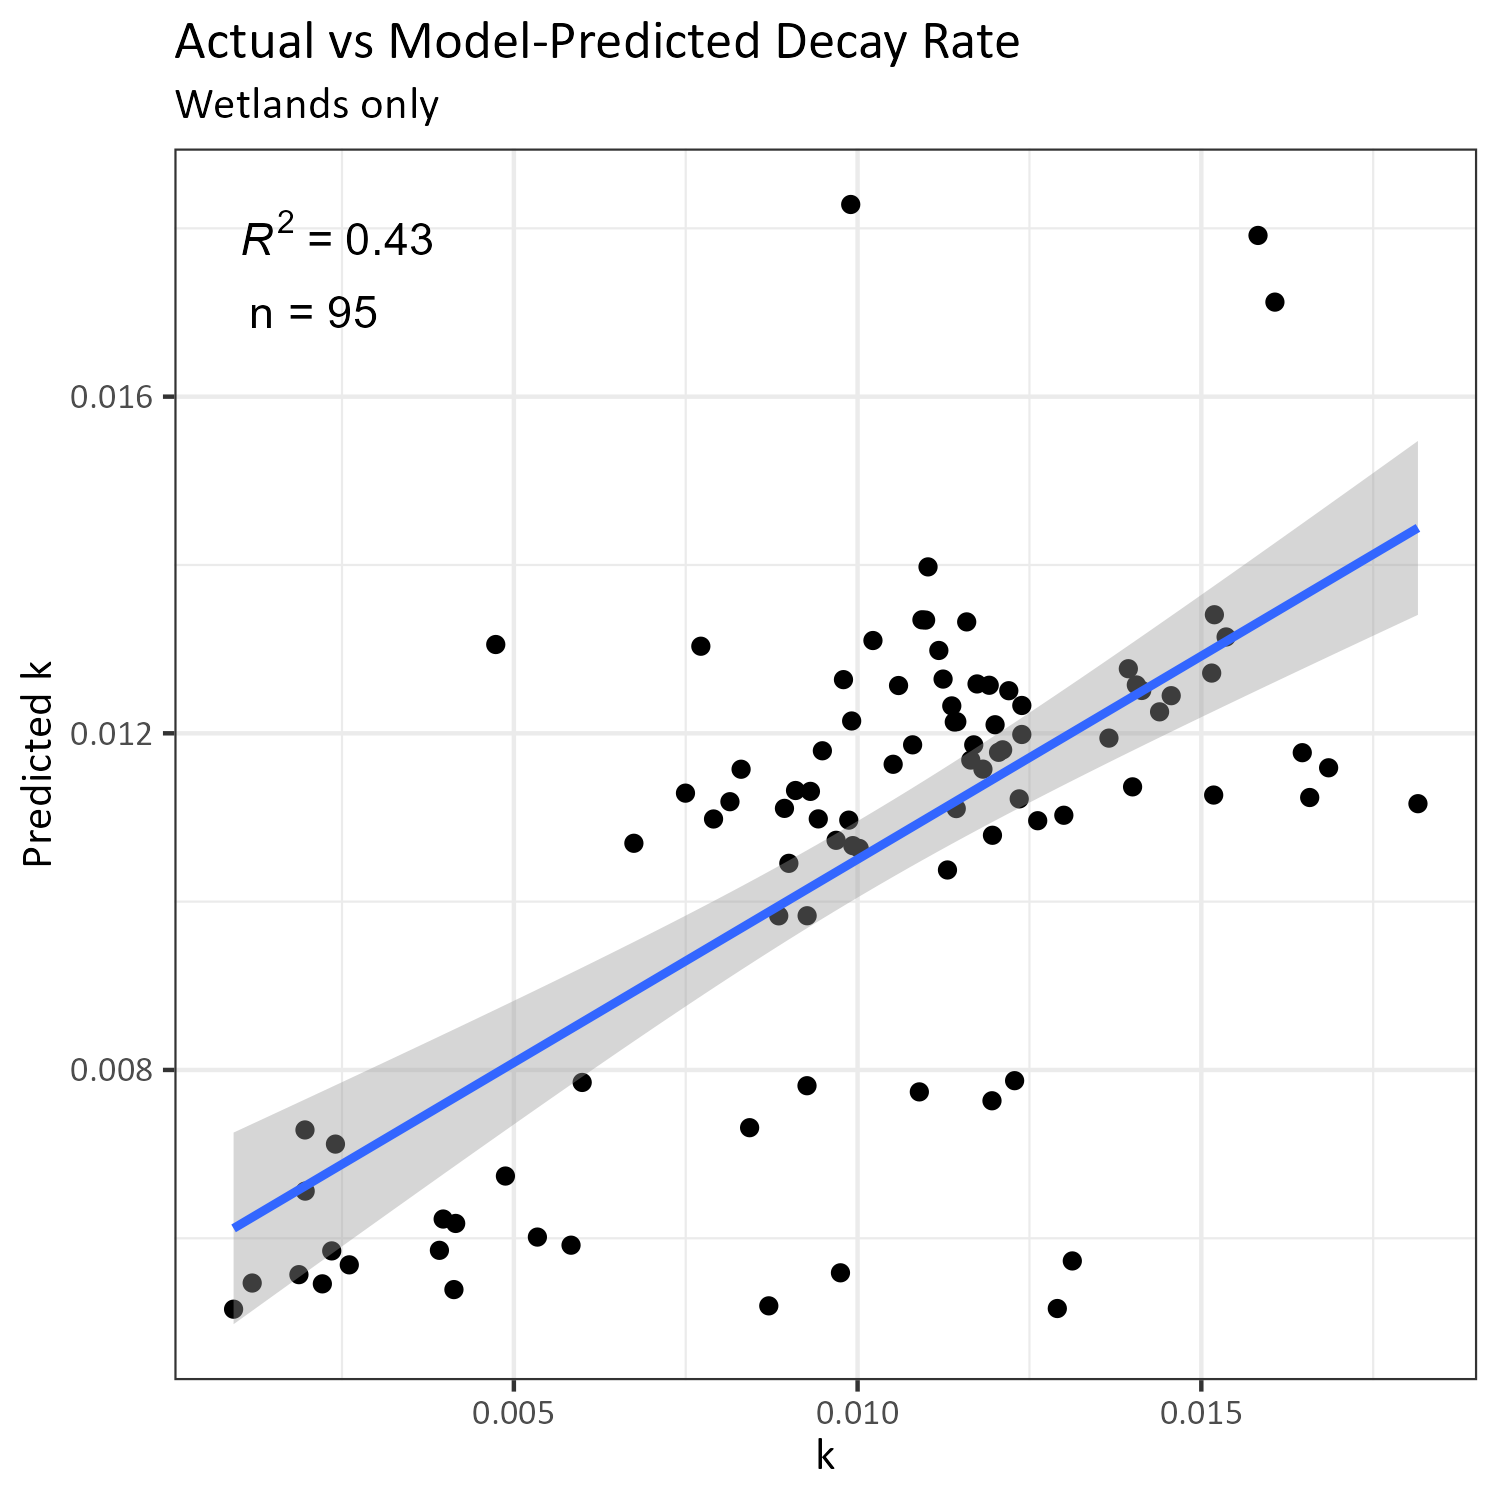 Actual vs Model-Predicted Decay Rate
Wetlands only
R² = 0.43
n = 95
0.016
0.012
0.008
Predicted k
0.005 0.010 0.015
k